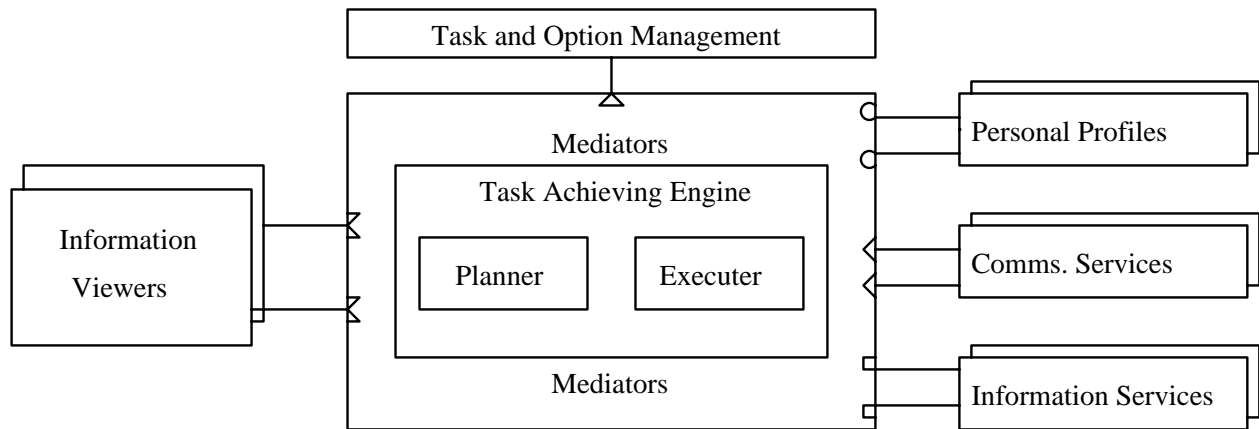 Task and Option Management
Mediators
Personal Profiles
Task Achieving Engine
Information
Viewers
Planner
Executer
Comms. Services
Mediators
Information Services